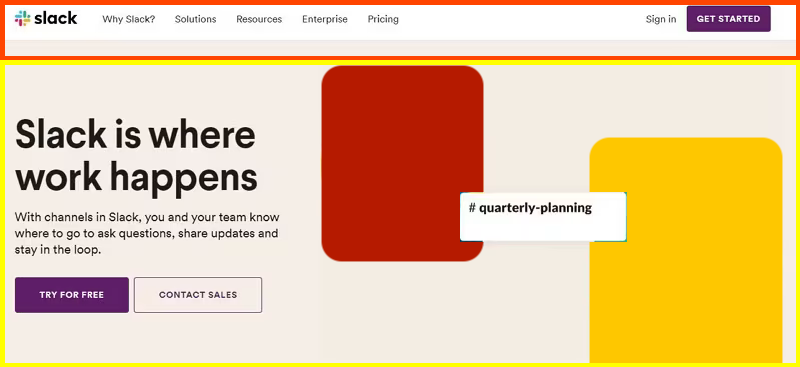 slack Why Slack? Solutions Resources Enterprise Pricing Sign in GET STARTED
Slack is where
work happens
With channels in Slack, you and your team know
where to go to ask questions, share updates and
stay in the loop.
TRY FOR FREE CONTACT SALES
# quarterly-planning